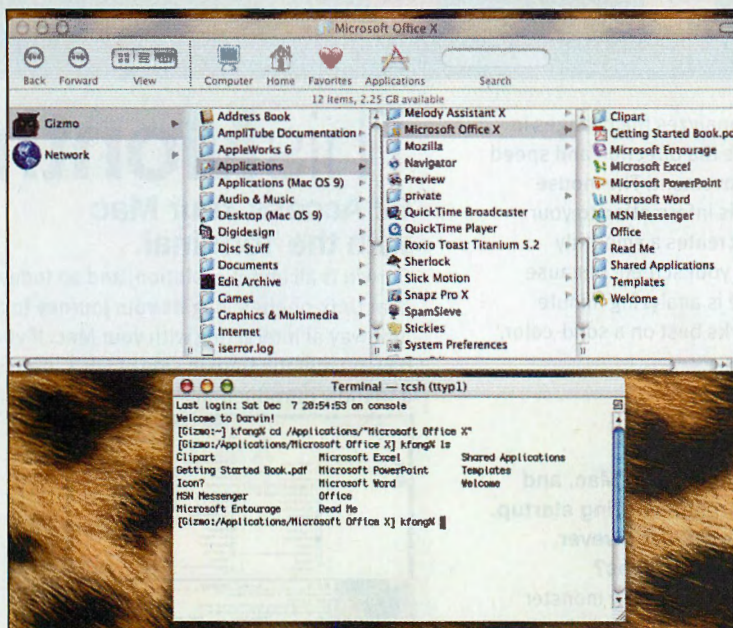 Microsoft Office X
Back Forward View Computer Home Favorites Applications Search
12 items, 2.25 GB available
Gizmo
Network
Address Book
AmpliTube Documentation
AppleWorks 6
Applications
Applications (Mac OS 9)
Audio & Music
Desktop (Mac OS 9)
Digidesign
Disc Stuff
Documents
Edit Archive
Games
Graphics & Multimedia
Internet
iserror.log
Melody Assistant X
Microsoft Office X
Mozilla
Navigator
Preview
private
QuickTime Broadcaster
QuickTime Player
Roxio Toast Titanium 5.2
Sherlock
Slick Motion
Snapz Pro X
SpamSieve
Stickies
System Preferences
Clipart
Getting Started Book.pd
Microsoft Entourage
Microsoft Excel
Microsoft PowerPoint
Microsoft Word
MSN Messenger
Office
Read Me
Shared Applications
Templates
Welcome
Terminal — tcsh (ttyp1)
Last login: Sat Dec 7 20:54:53 on console
Welcome to Darwin!
[Gizmo:~] kfong% cd /Applications/"Microsoft Office X"
[Gizmo:/Applications/Microsoft Office X] kfong% ls
Clipart Microsoft Excel Shared Applications
Getting Started Book.pdf Microsoft PowerPoint Templates
Icon? Microsoft Word Welcome
MSN Messenger Office
Microsoft Entourage Read Me
[Gizmo:/Applications/Microsoft Office X] kfong%